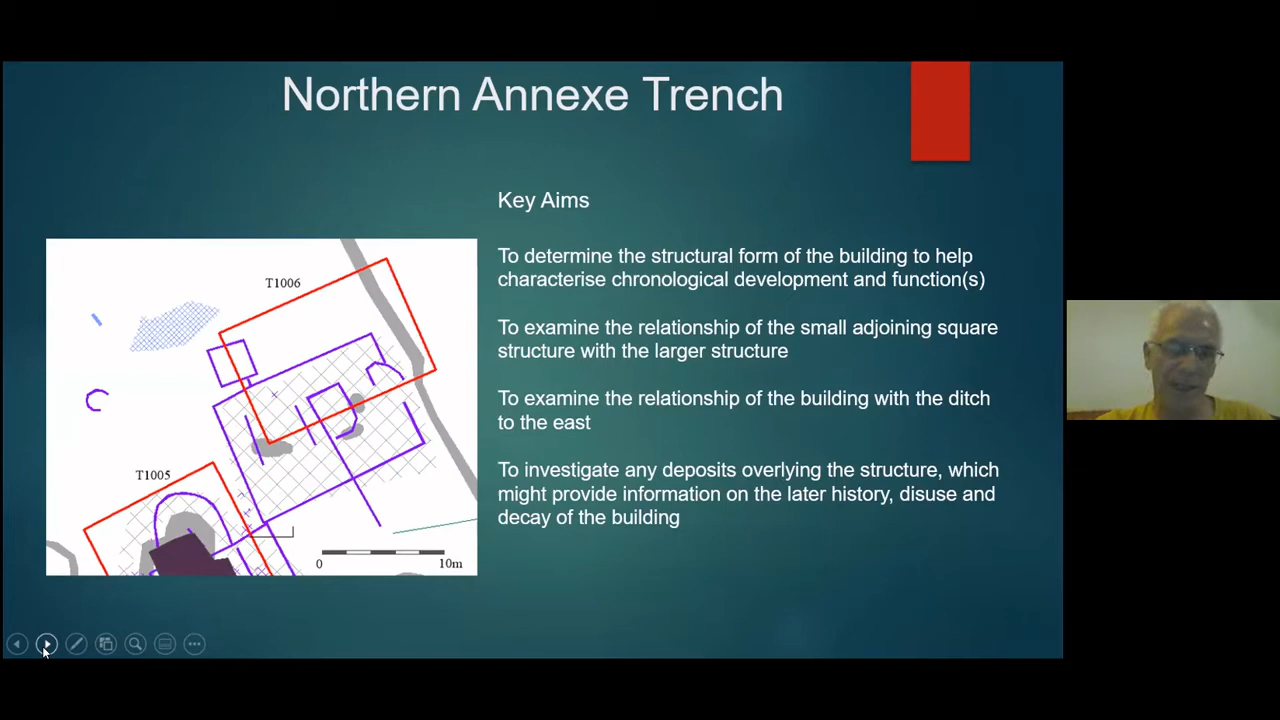 Northern Annexe Trench
Key Aims
To determine the structural form of the building to help
characterise chronological development and function(s)
To examine the relationship of the small adjoining square
structure with the larger structure
To examine the relationship of the building with the ditch
to the east
To investigate any deposits overlying the structure, which
might provide information on the later history, disuse and
decay of the building
T1006
T1005
0
10m